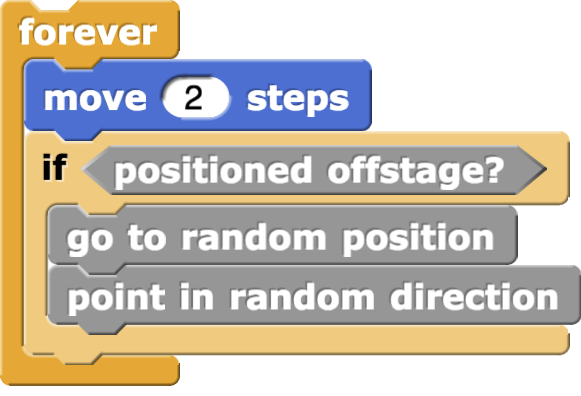 forever
move 2 steps
if positioned offstage?
go to random position
point in random direction